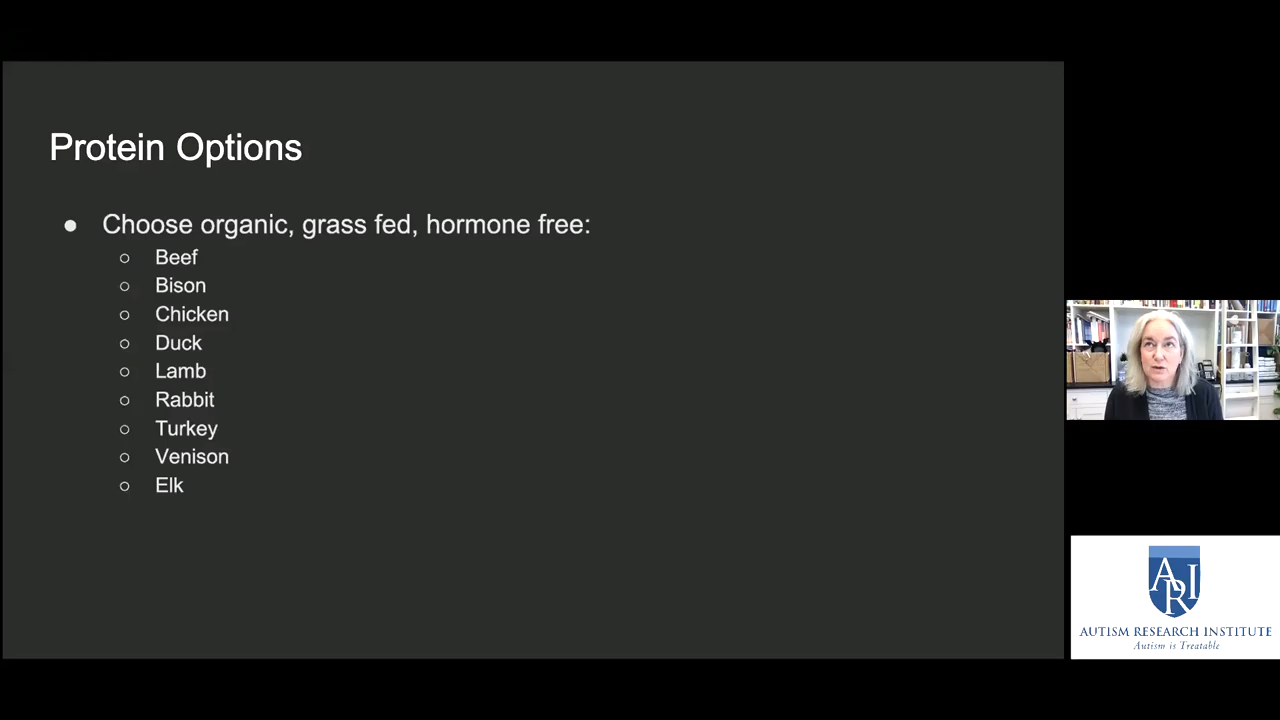 Protein Options
● Choose organic, grass fed, hormone free:
○ Beef
○ Bison
○ Chicken
○ Duck
○ Lamb
○ Rabbit
○ Turkey
○ Venison
○ Elk
ARI
AUTISM RESEARCH INSTITUTE
Autism is Treatable